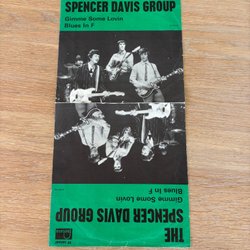 SPENCER DAVIS GROUP
Gimme Some Lovin
Blues In F
THE
SPENCER DAVIS GROUP
Gimme Some Lovin
Blues In F